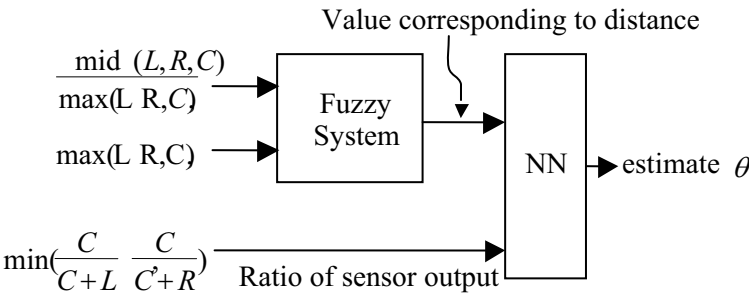 Value corresponding to distance
mid (L, R, C)
max(L R,C)
Fuzzy
System
max(L R,C)
NN
estimate θ
min(C/C+L C/C+R)
Ratio of sensor output